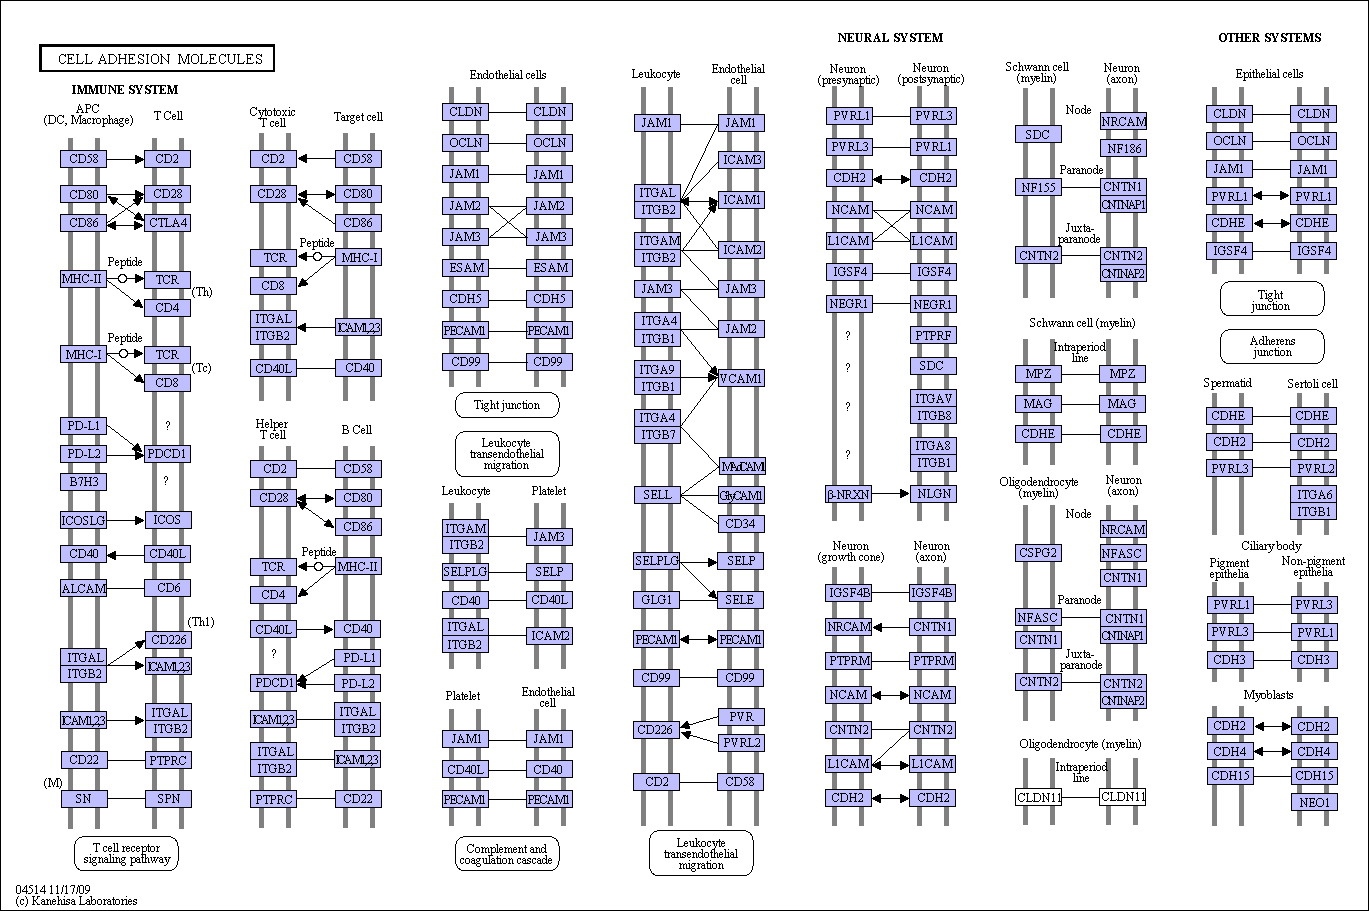 CELL ADHESION MOLECULES
IMMUNE SYSTEM
APC
(DC, Macrophage)
T Cell
CD58
CD2
CD80
CD28
CD86
CTLA4
Peptide
MHC-II
TCR
(Th)
CD4
Peptide
MHC-I
TCR
(Tc)
CD8
PD-L1
?
PD-L2
PDCD1
B7H3
?
ICOSLG
ICOS
CD40
CD40L
ALCAM
CD6
(Th1)
CD226
ITGAL
ITGB2
ICAM1,2,3
ICAM1,2,3
ITGAL
ITGB2
CD22
PTPRC
(M)
SN
SPN
T cell receptor
signaling pathway
04514 11/17/09
(c) Kanehisa Laboratories
Cytotoxic
T cell
Target cell
CD2
CD58
CD28
CD80
CD86
Peptide
TCR
MHC-I
CD8
ITGAL
ITGB2
ICAM1,2,3
CD40L
CD40
Helper
T cell
B Cell
CD2
CD58
CD28
CD80
CD86
Peptide
TCR
MHC-II
CD4
CD40L
CD40
?
PD-L1
PDCD1
PD-L2
ICAM1,2,3
ITGAL
ITGB2
ITGAL
ITGB2
ICAM1,2,3
PTPRC
CD22
Endothelial cells
CLDN
CLDN
OCLN
OCLN
JAM1
JAM1
JAM2
JAM2
JAM3
JAM3
ESAM
ESAM
CDH5
CDH5
PECAM1
PECAM1
CD99
CD99
Tight junction
Leukocyte
transendothelial
migration
Leukocyte
Platelet
ITGAM
ITGB2
JAM3
SELPLG
SELP
CD40
CD40L
ITGAL
ITGB2
ICAM2
Platelet
Endothelial
cell
JAM1
JAM1
CD40L
CD40
PECAM1
PECAM1
Complement and
coagulation cascade
Leukocyte
Endothelial
cell
JAM1
JAM1
ICAM3
ITGAL
ITGB2
ICAM1
ITGAM
ITGB2
ICAM2
JAM3
JAM3
ITGA4
ITGB1
JAM2
ITGA9
ITGB1
VCAM1
ITGA4
ITGB7
MAdCAM1
SELL
GlyCAM1
CD34
SELPLG
SELP
GLG1
SELE
PECAM1
PECAM1
CD99
CD99
PVR
CD226
PVRL2
CD2
CD58
Leukocyte
transendothelial
migration
NEURAL SYSTEM
Neuron
(presynaptic)
Neuron
(postsynaptic)
PVRL1
PVRL3
PVRL3
PVRL1
CDH2
CDH2
NCAM
NCAM
L1CAM
L1CAM
IGSF4
IGSF4
NEGR1
NEGR1
?
PTPRF
?
SDC
?
ITGAV
ITGB8
?
ITGA8
ITGB1
β-NRXN
NLGN
Neuron
(growth cone)
Neuron
(axon)
IGSF4B
IGSF4B
NRCAM
CNTN1
PTPRM
PTPRM
NCAM
NCAM
CNTN2
CNTN2
L1CAM
L1CAM
CDH2
CDH2
Schwann cell
(myelin)
Neuron
(axon)
Node
NRCAM
SDC
NF186
Paranode
NF155
CNTN1
CNTNAP1
Juxta-
paranode
CNTN2
CNTN2
CNTNAP2
Schwann cell (myelin)
Intraperiod
line
MPZ
MPZ
MAG
MAG
CDHE
CDHE
Oligodendrocyte
(myelin)
Neuron
(axon)
Node
NRCAM
CSPG2
NFASC
CNTN1
Paranode
NFASC
CNTN1
CNTN1
CNTNAP1
Juxta-
paranode
CNTN2
CNTN2
CNTNAP2
Oligodendrocyte (myelin)
Intraperiod
line
CLDN11
CLDN11
OTHER SYSTEMS
Epithelial cells
CLDN
CLDN
OCLN
OCLN
JAM1
JAM1
PVRL1
PVRL1
CDHE
CDHE
IGSF4
IGSF4
Tight
junction
Adherens
junction
Spermatid
Sertoli cell
CDHE
CDHE
CDH2
CDH2
PVRL3
PVRL2
ITGA6
ITGB1
Ciliary body
Pigment
epithelia
Non-pigment
epithelia
PVRL1
PVRL3
PVRL3
PVRL1
CDH3
CDH3
Myoblasts
CDH2
CDH2
CDH4
CDH4
CDH15
CDH15
NEO1